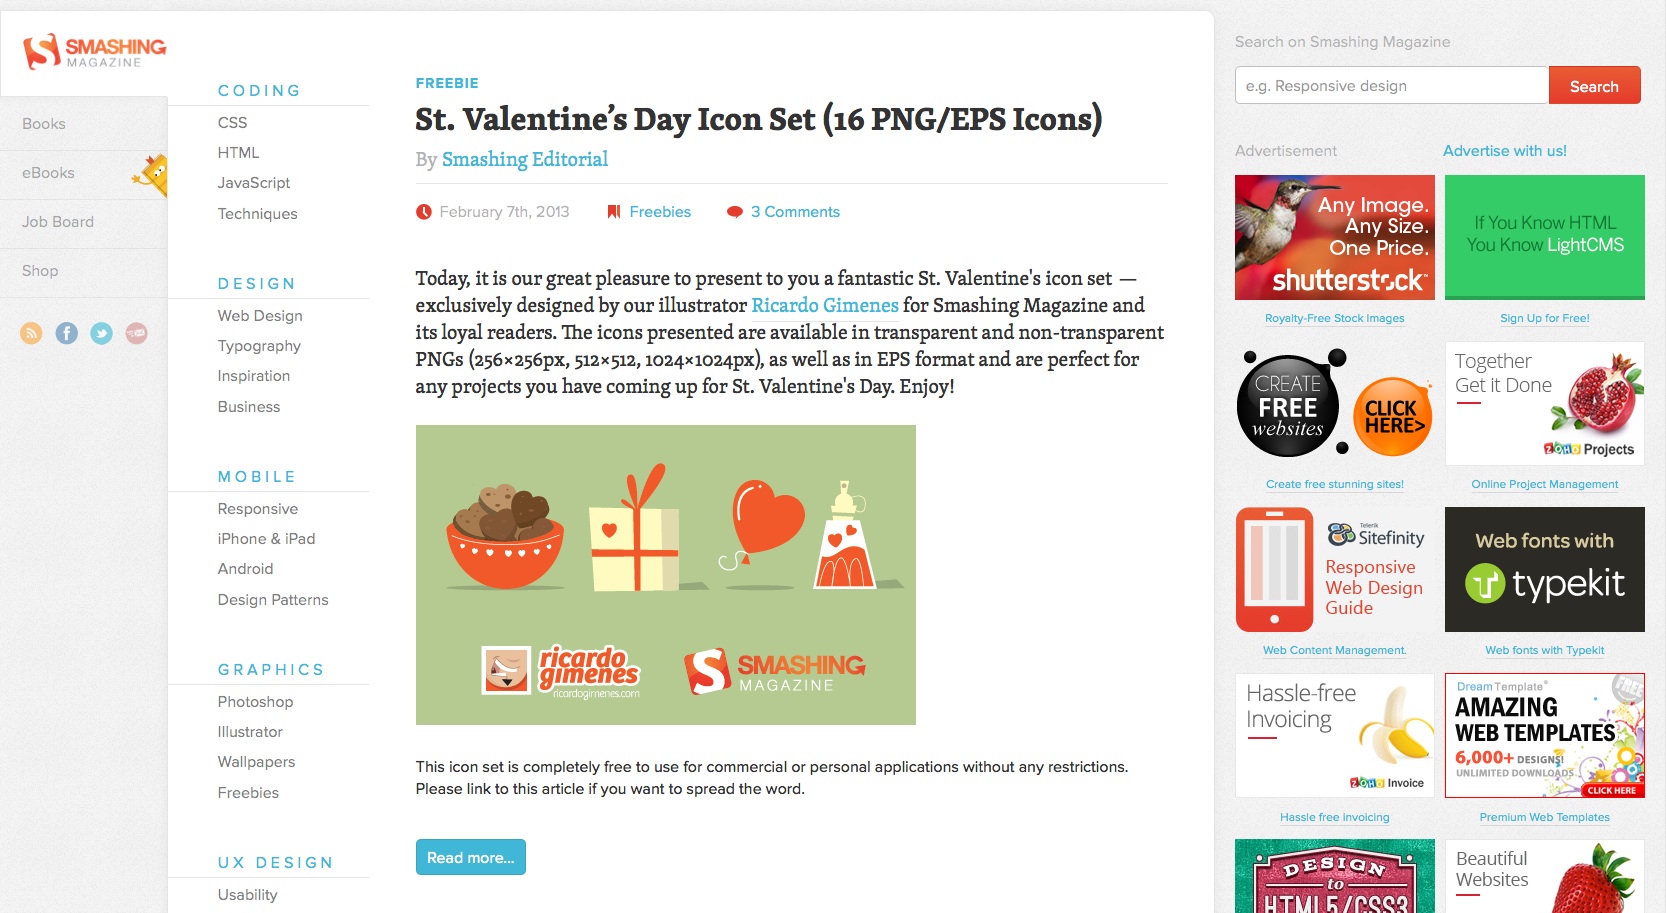 SMASHING
MAGAZINE
Books
eBooks
Job Board
Shop
CODING
CSS
HTML
JavaScript
Techniques
DESIGN
Web Design
Typography
Inspiration
Business
MOBILE
Responsive
iPhone & iPad
Android
Design Patterns
GRAPHICS
Photoshop
Illustrator
Wallpapers
Freebies
UX DESIGN
Usability
FREEBIE
St. Valentine’s Day Icon Set (16 PNG/EPS Icons)
By Smashing Editorial
February 7th, 2013 Freebies 3 Comments
Today, it is our great pleasure to present to you a fantastic St. Valentine's icon set —
exclusively designed by our illustrator Ricardo Gimenes for Smashing Magazine and
its loyal readers. The icons presented are available in transparent and non-transparent
PNGs (256×256px, 512×512, 1024×1024px), as well as in EPS format and are perfect for
any projects you have coming up for St. Valentine's Day. Enjoy!
ricardo
gimenes
ricardogimenes.com
SMASHING
MAGAZINE
This icon set is completely free to use for commercial or personal applications without any restrictions.
Please link to this article if you want to spread the word.
Read more...
Search on Smashing Magazine
e.g. Responsive design
Search
Advertisement Advertise with us!
Any Image.
Any Size.
One Price.
shutterstock
Royalty-Free Stock Images
If You Know HTML
You Know LightCMS
Sign Up for Free!
CREATE
FREE
websites
CLICK
HERE>
Create free stunning sites!
Together
Get it Done
ZOHO Projects
Online Project Management
Telerik
Sitefinity
Responsive
Web Design
Guide
Web Content Management.
Web fonts with
typekit
Web fonts with Typekit
Hassle-free
Invoicing
ZOHO Invoice
Hassle free invoicing
DreamTemplate
FREE
AMAZING
WEB TEMPLATES
6,000+ DESIGNS!
UNLIMITED DOWNLOADS
CLICK HERE
Premium Web Templates
DESIGN
to
HTML5/CSS3
Beautiful
Websites